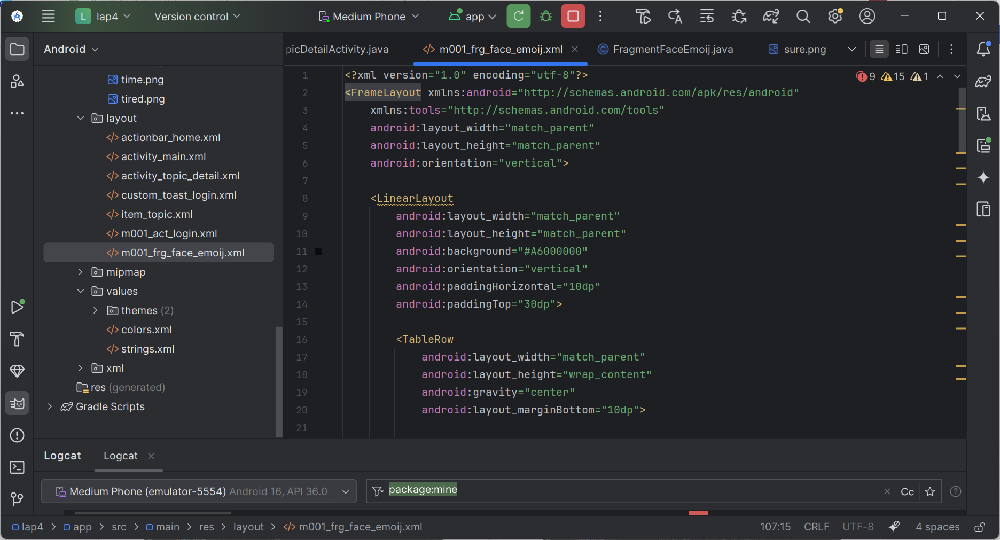 L lap4 Version control Medium Phone app
Android
picDetailActivity.java m001_frg_face_emoij.xml FragmentFaceEmoij.java sure.png
time.png
tired.png
layout
actionbar_home.xml
activity_main.xml
activity_topic_detail.xml
custom_toast_login.xml
item_topic.xml
m001_act_login.xml
m001_frg_face_emoij.xml
mipmap
values
themes (2)
colors.xml
strings.xml
xml
res (generated)
Gradle Scripts
9 15 1
1 <?xml version="1.0" encoding="utf-8"?>
2 <FrameLayout xmlns:android="http://schemas.android.com/apk/res/android"
3 xmlns:tools="http://schemas.android.com/tools"
4 android:layout_width="match_parent"
5 android:layout_height="match_parent"
6 android:orientation="vertical">
7
8 <LinearLayout
9 android:layout_width="match_parent"
10 android:layout_height="match_parent"
11 android:background="#A6000000"
12 android:orientation="vertical"
13 android:paddingHorizontal="10dp"
14 android:paddingTop="30dp">
15
16 <TableRow
17 android:layout_width="match_parent"
18 android:layout_height="wrap_content"
19 android:gravity="center"
20 android:layout_marginBottom="10dp">
21
Logcat Logcat
Medium Phone (emulator-5554) Android 16, API 36.0 package:mine Cc
lap4 > app > src > main > res > layout > m001_frg_face_emoij.xml 107:15 CRLF UTF-8 4 spaces